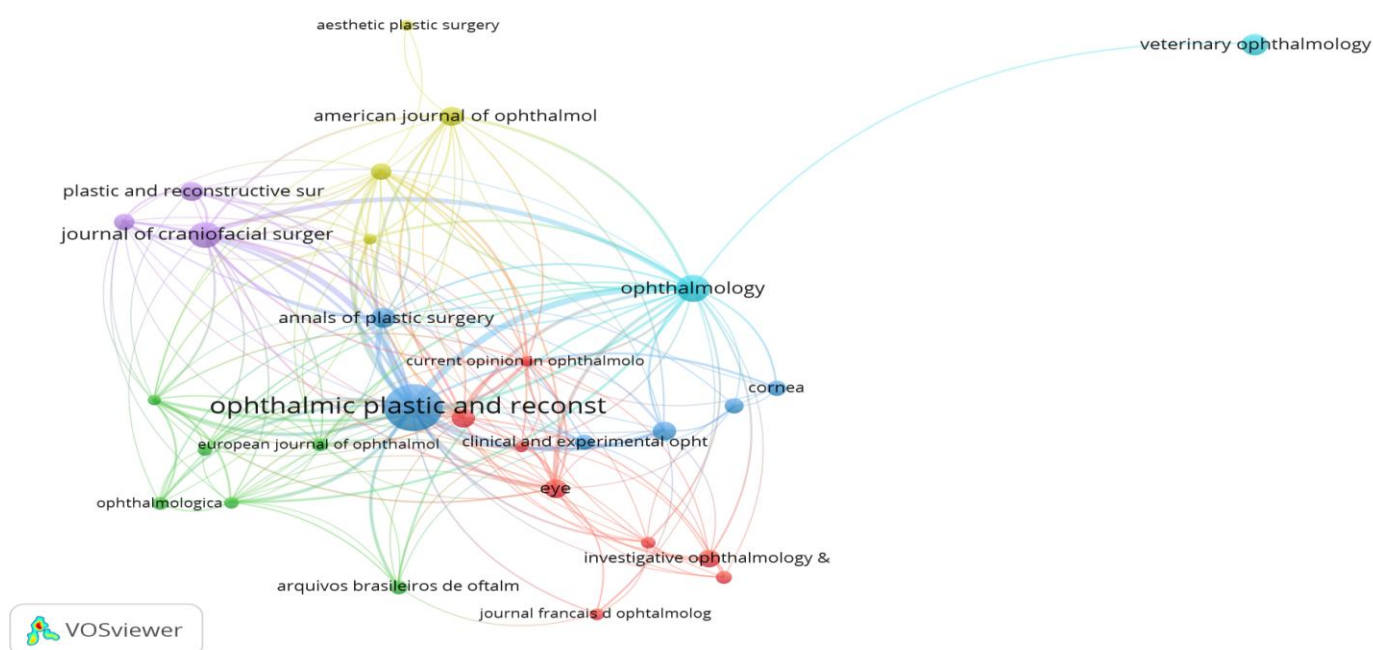 aesthetic plastic surgery
veterinary ophthalmology
american journal of ophthalmol
plastic and reconstructive sur
journal of craniofacial surger
ophthalmology
annals of plastic surgery
current opinion in ophthalmolo
cornea
ophthalmic plastic and reconst
european journal of ophthalmol
clinical and experimental opht
eye
ophthalmologica
investigative ophthalmology &
arquivos brasileiros de oftalm
journal francais d ophtalmolog
VOSviewer